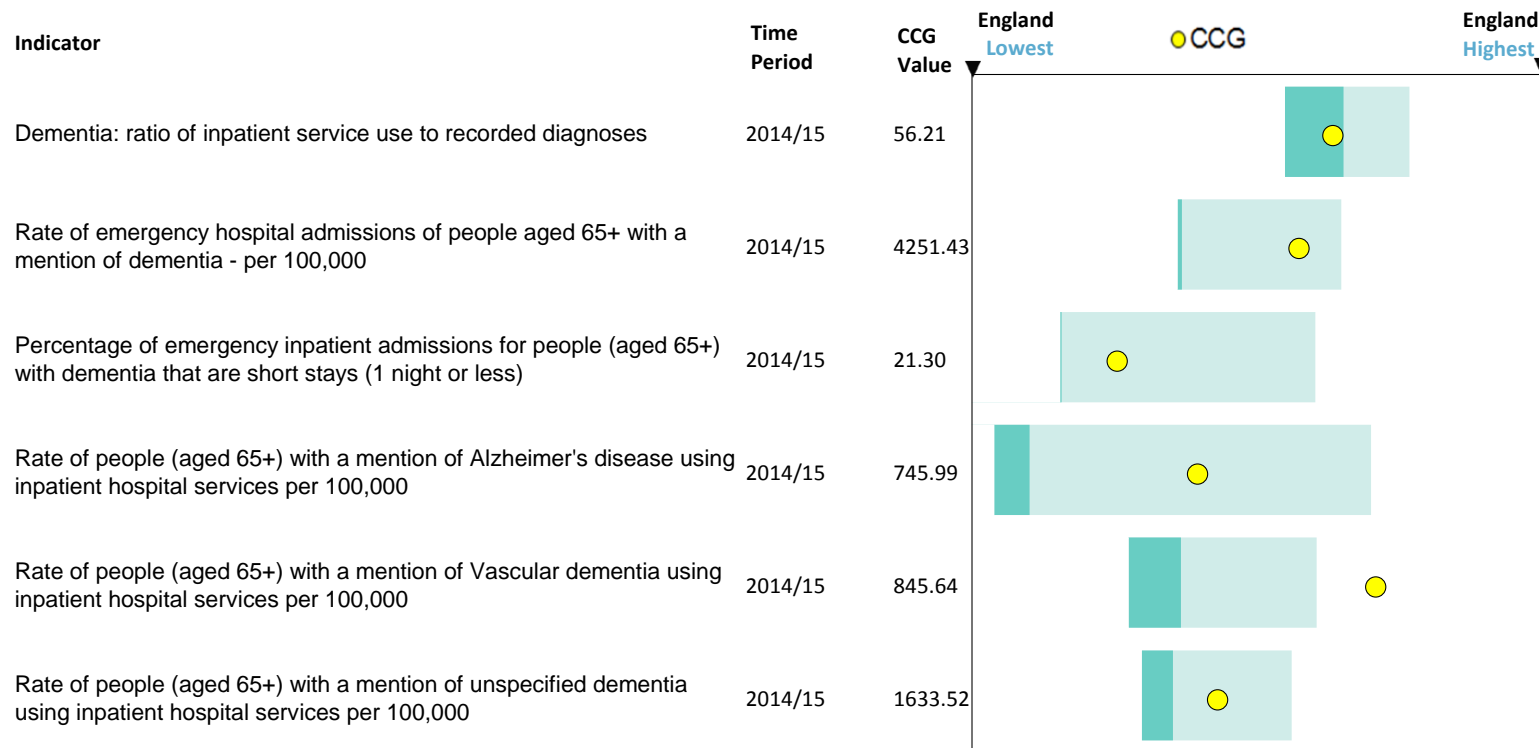 Indicator
Time
Period
CCG
Value
England
Lowest
CCG
England
Highest
Dementia: ratio of inpatient service use to recorded diagnoses
2014/15
56.21
Rate of emergency hospital admissions of people aged 65+ with a
mention of dementia - per 100,000
2014/15
4251.43
Percentage of emergency inpatient admissions for people (aged 65+)
with dementia that are short stays (1 night or less)
2014/15
21.30
Rate of people (aged 65+) with a mention of Alzheimer's disease using
inpatient hospital services per 100,000
2014/15
745.99
Rate of people (aged 65+) with a mention of Vascular dementia using
inpatient hospital services per 100,000
2014/15
845.64
Rate of people (aged 65+) with a mention of unspecified dementia
using inpatient hospital services per 100,000
2014/15
1633.52